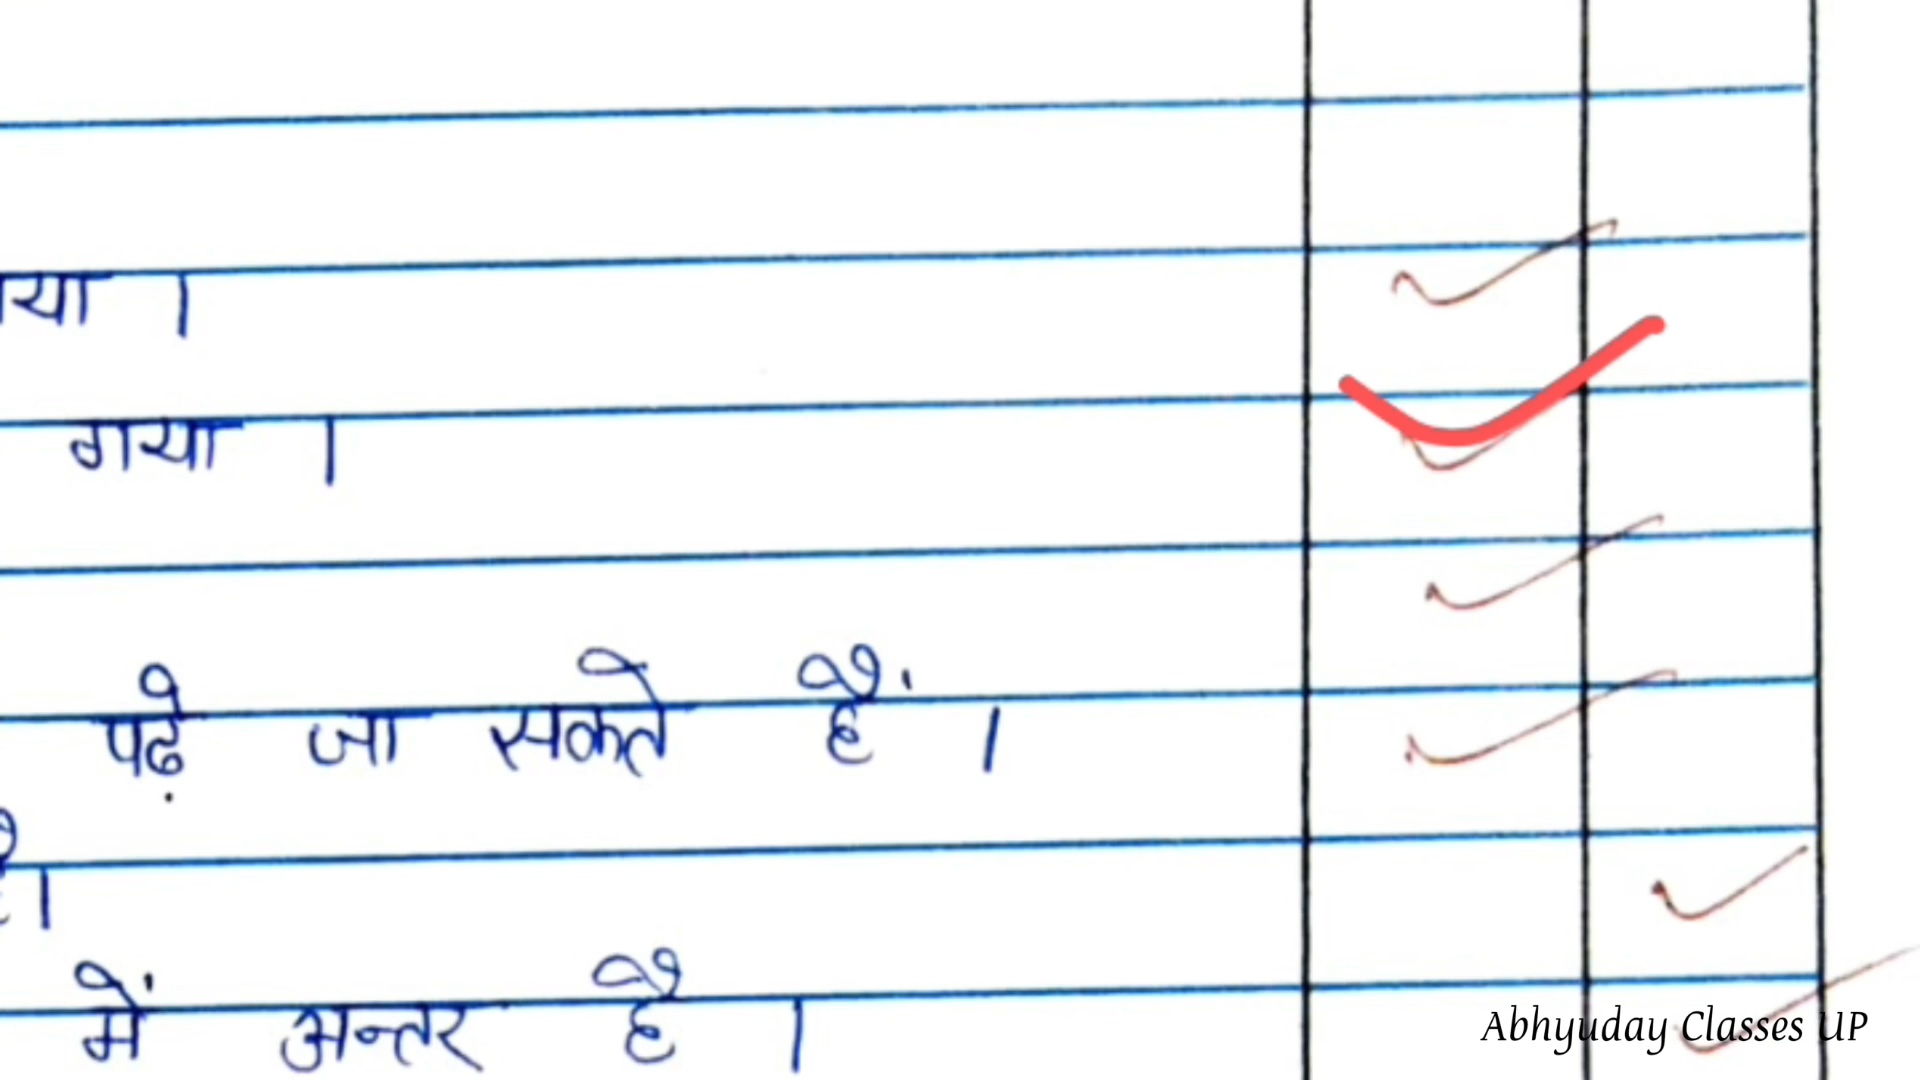 गया ।
पढ़े जा सकते हैं ।
।
में अन्तर है ।
Abhyuday Classes UP